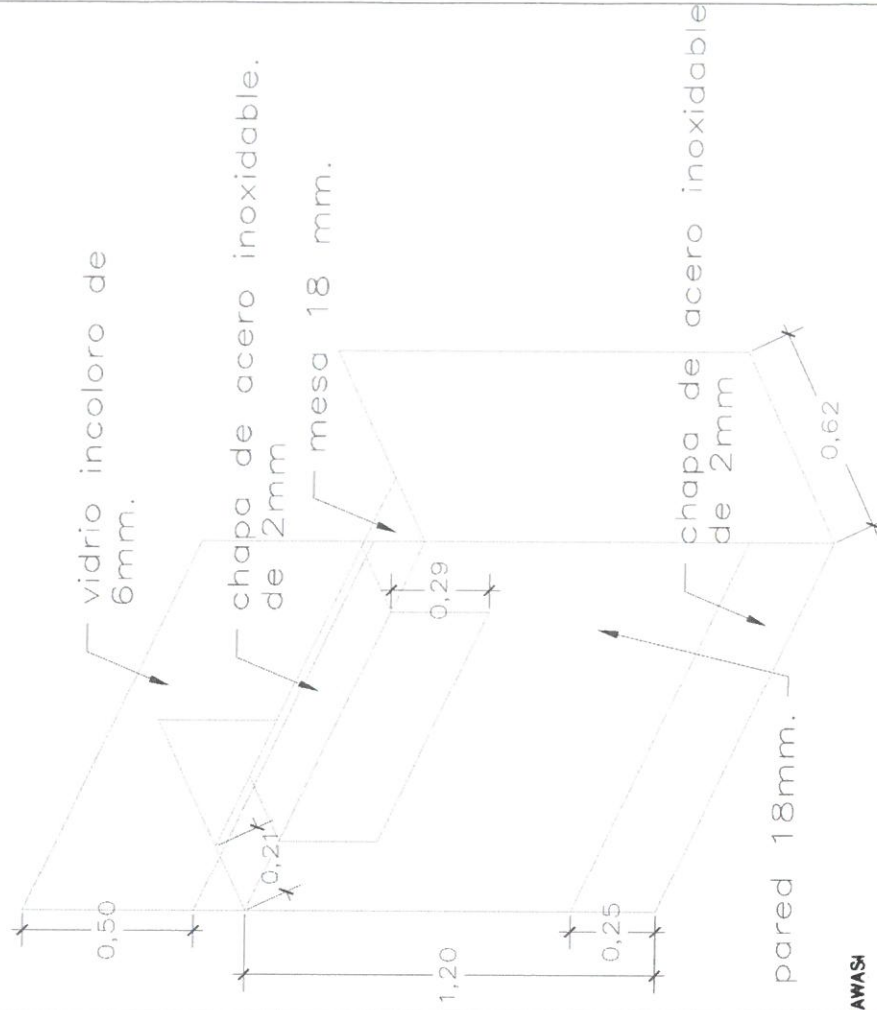 vidrio incoloro de
6mm.
chapa de acero inoxidable.
de 2mm
mesa 18 mm.
0,50
0,21
0,29
1,20
0,25
chapa de acero inoxidable
de 2mm
0,62
pared 18mm.
AWASI